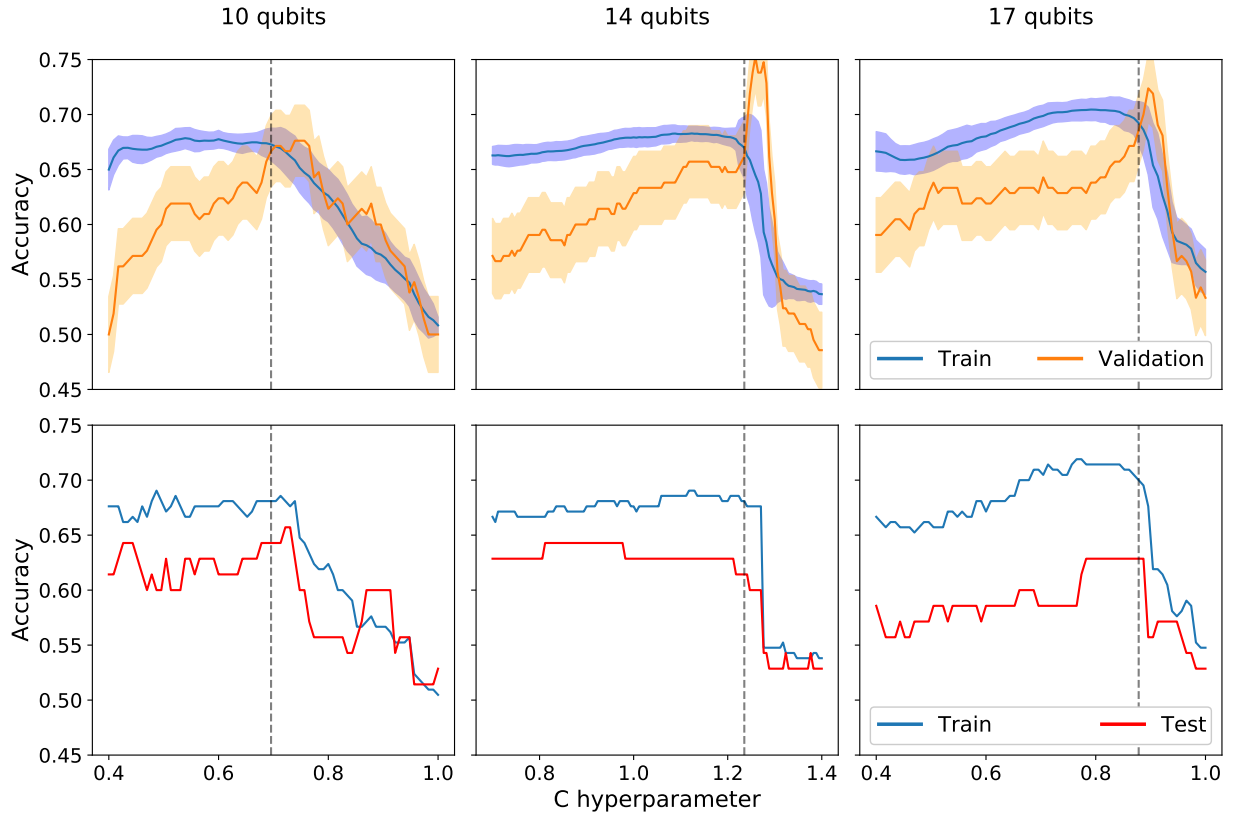 10 qubits 14 qubits 17 qubits
0.75
0.70
0.65
0.60
0.55
0.50
0.45
Accuracy
Train Validation
0.75
0.70
0.65
0.60
0.55
0.50
0.45
Accuracy
Train Test
0.4 0.6 0.8 1.0 0.8 1.0 1.2 1.4 0.4 0.6 0.8 1.0
C hyperparameter